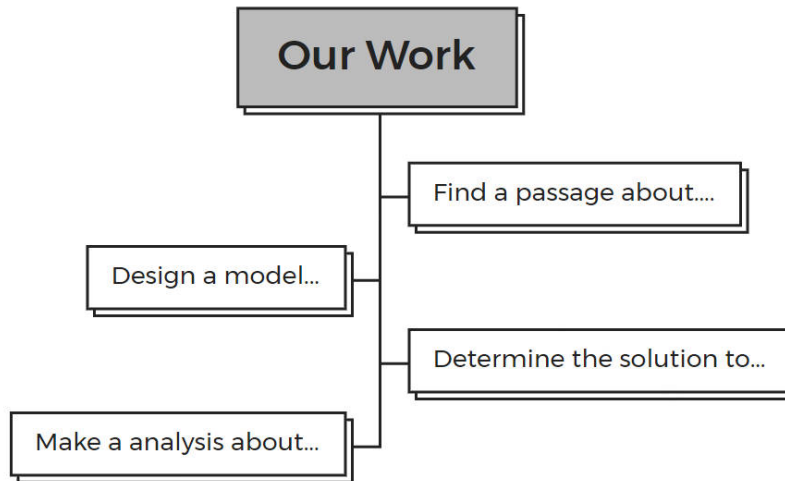 Our Work
Find a passage about....
Design a model...
Determine the solution to...
Make a analysis about...